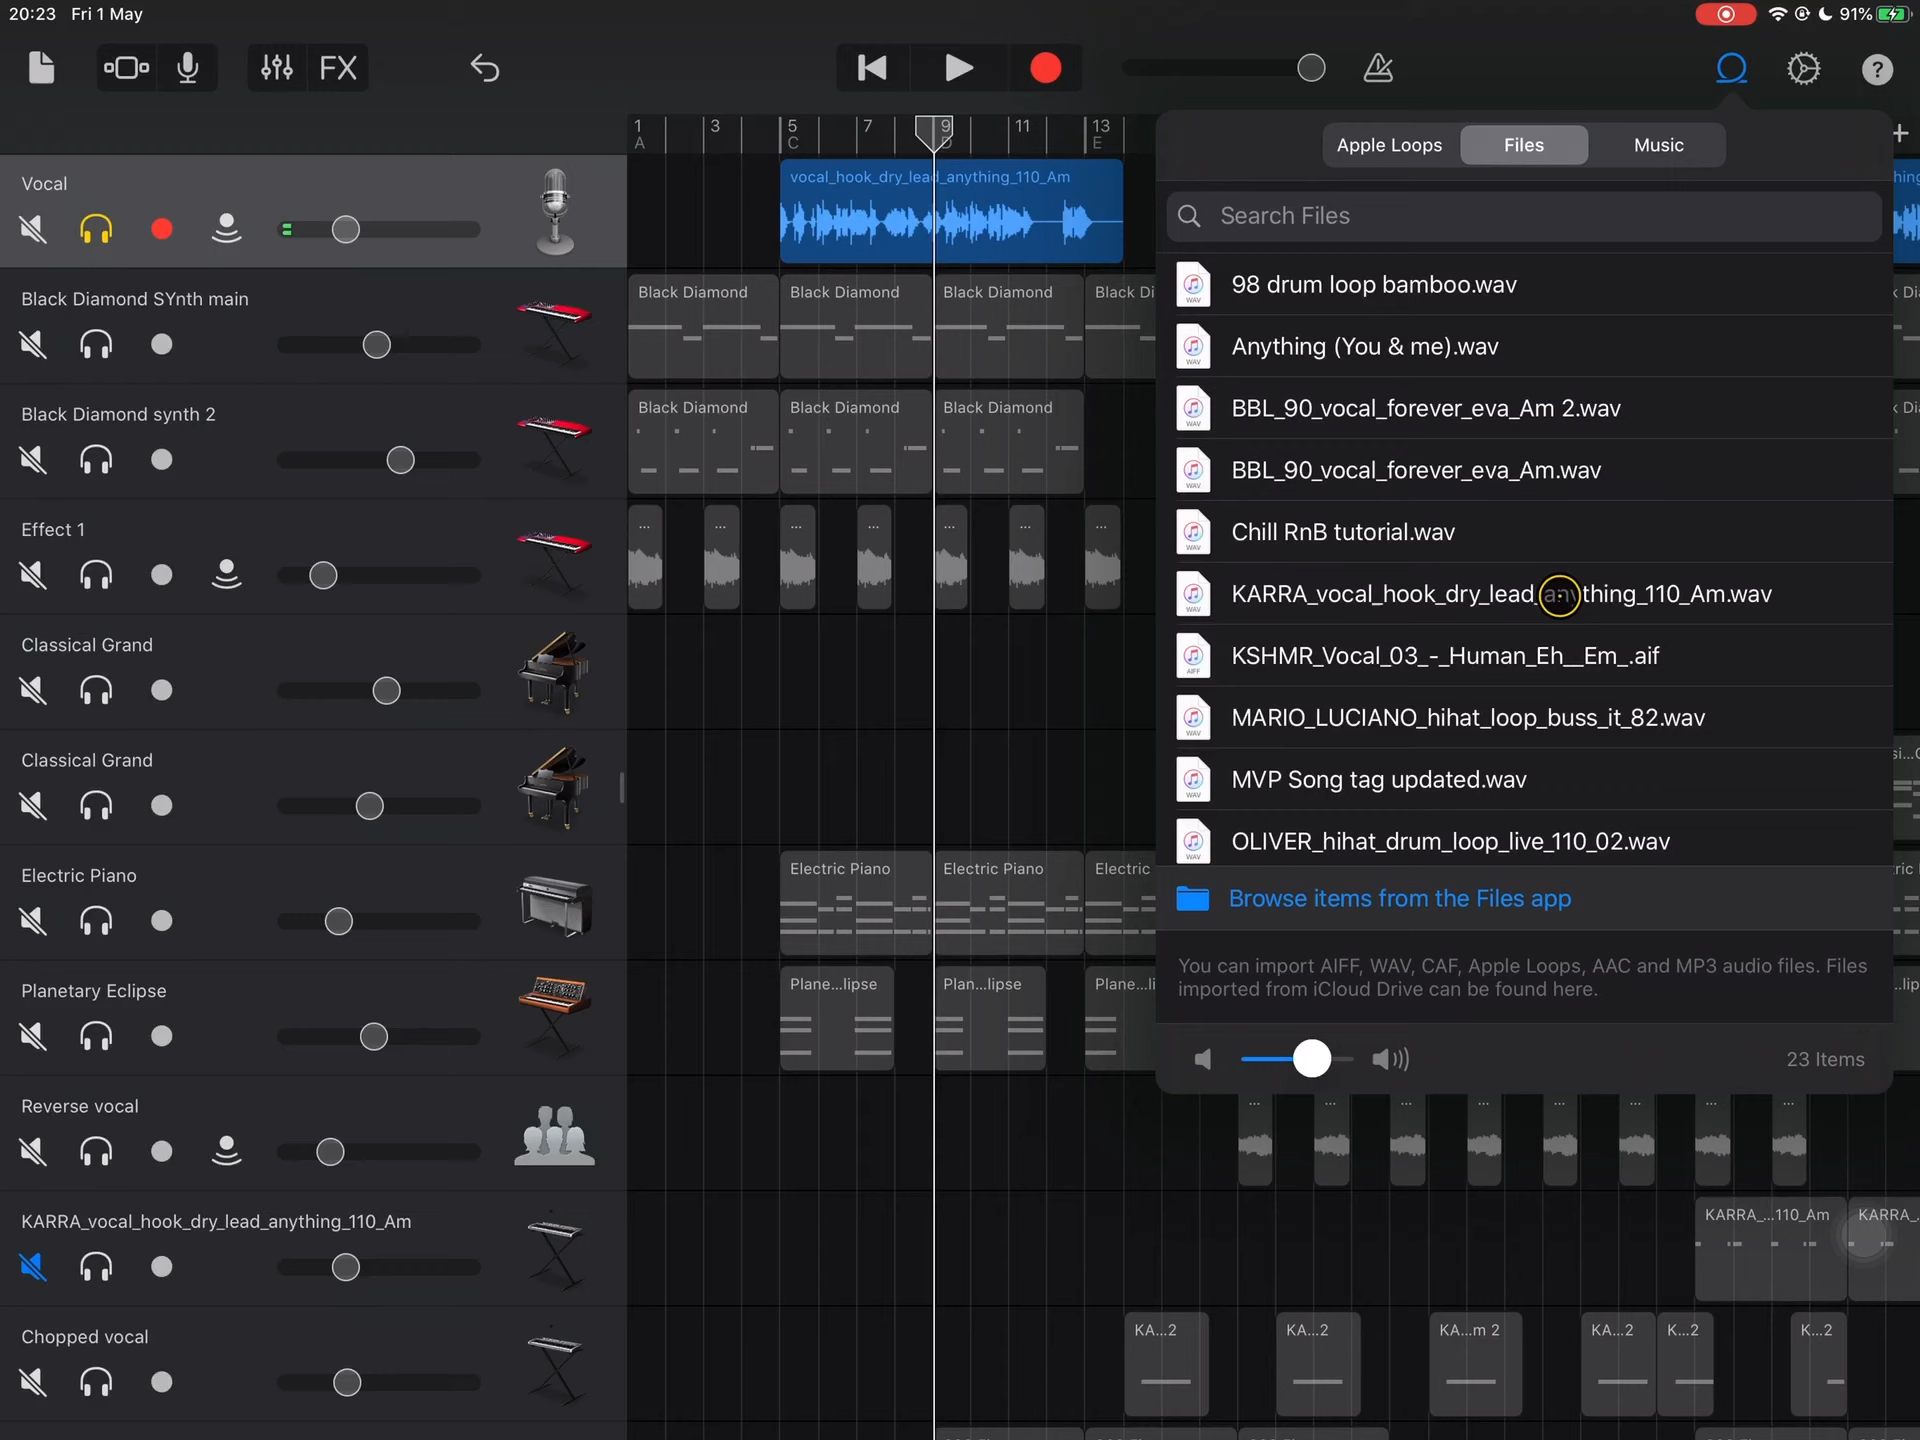 20:23 Fri 1 May
91%
FX
?
1 3 5 7 9 11 13
A C D E
Apple Loops Files Music
Search Files
98 drum loop bamboo.wav
Anything (You & me).wav
BBL_90_vocal_forever_eva_Am 2.wav
BBL_90_vocal_forever_eva_Am.wav
Chill RnB tutorial.wav
KARRA_vocal_hook_dry_lead_anything_110_Am.wav
KSHMR_Vocal_03_-_Human_Eh__Em_.aif
MARIO_LUCIANO_hihat_loop_buss_it_82.wav
MVP Song tag updated.wav
OLIVER_hihat_drum_loop_live_110_02.wav
Browse items from the Files app
You can import AIFF, WAV, CAF, Apple Loops, AAC and MP3 audio files. Files
imported from iCloud Drive can be found here.
23 Items
Vocal
vocal_hook_dry_lead_anything_110_Am
Black Diamond SYnth main
Black Diamond Black Diamond Black Diamond Black Di
Black Diamond synth 2
Black Diamond Black Diamond Black Diamond
Effect 1
... ... ... ... ... ... ...
Classical Grand
Classical Grand
Electric Piano
Electric Piano Electric Piano Electric
Planetary Eclipse
Plane...lipse Plan...lipse Plane...li
Reverse vocal
... ... ... ... ... ... ... ...
KARRA_vocal_hook_dry_lead_anything_110_Am
KARRA_...110_Am KARRA_
Chopped vocal
KA...2 KA...2 KA...m 2 KA...2 K...2 K...2